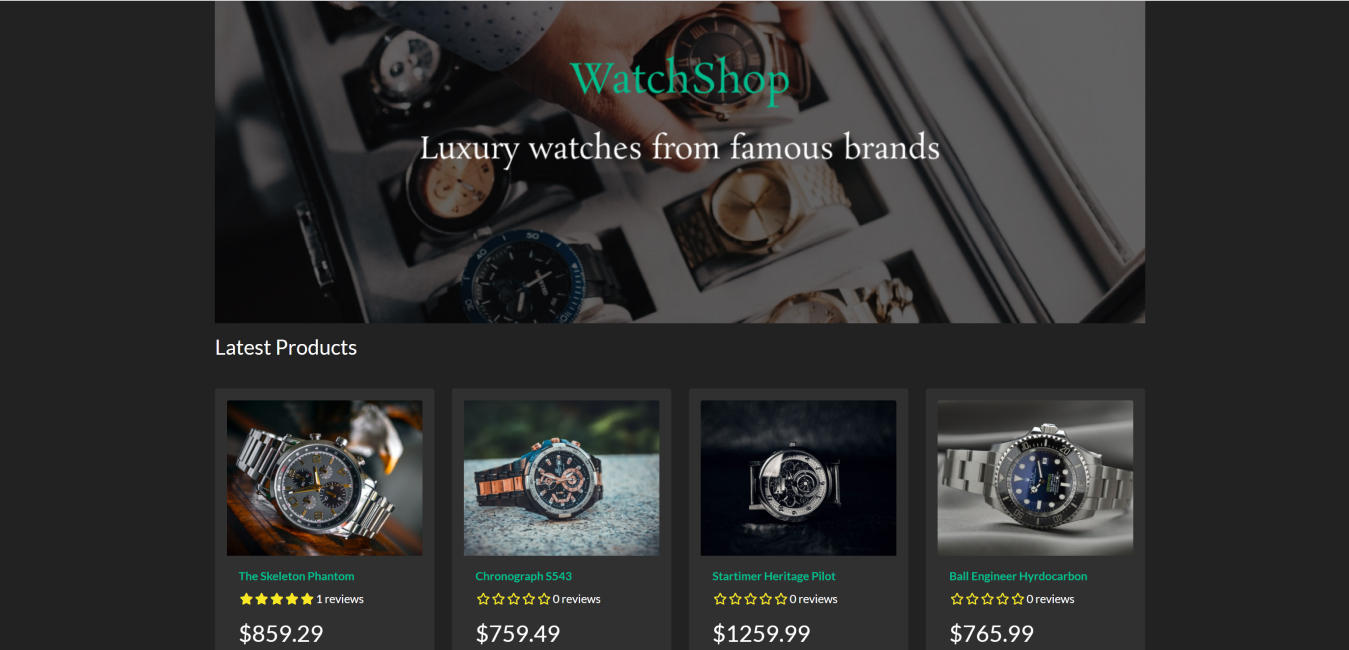 WatchShop
Luxury watches from famous brands
Latest Products
The Skeleton Phantom
1 reviews
$859.29
Chronograph S543
0 reviews
$759.49
Startimer Heritage Pilot
0 reviews
$1259.99
Ball Engineer Hyrdocarbon
0 reviews
$765.99